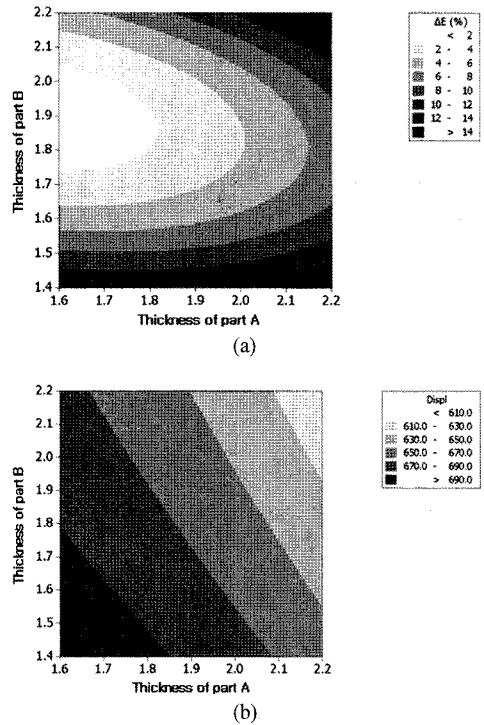 2.2
2.1
2.0
1.9
1.8
1.7
1.6
1.5
1.4
Thickness of part B
1.6 1.7 1.8 1.9 2.0 2.1 2.2
Thickness of part A
ΔE (%)
< 2
2 - 4
4 - 6
6 - 8
8 - 10
10 - 12
12 - 14
> 14
(a)
2.2
2.1
2.0
1.9
1.8
1.7
1.6
1.5
1.4
Thickness of part B
1.6 1.7 1.8 1.9 2.0 2.1 2.2
Thickness of part A
Displ
< 610.0
610.0 - 630.0
630.0 - 650.0
650.0 - 670.0
670.0 - 690.0
> 690.0
(b)